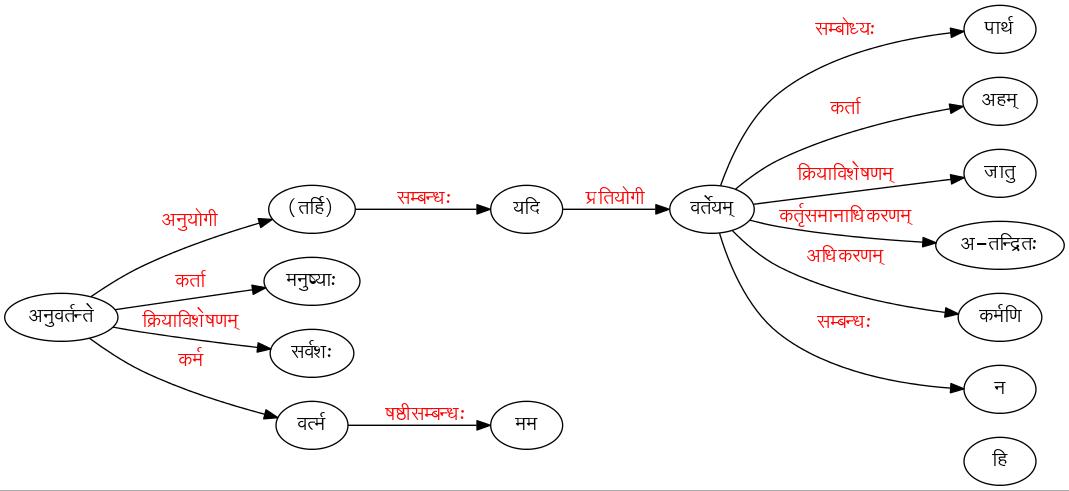 सम्बोध्यः
पार्थ
कर्ता
अहम्
क्रियाविशेषणम्
जातु
अनुयोगी
(तर्हि)
सम्बन्धः
यदि
प्रतियोगी
वर्तेयम्
कर्तृसमानाधिकरणम्
अ-तन्द्रितः
अधिकरणम्
कर्मणि
कर्ता
मनुष्याः
अनुवर्तन्ते
क्रियाविशेषणम्
सर्वशः
सम्बन्धः
न
कर्म
वर्त्म
षष्ठीसम्बन्धः
मम
हि